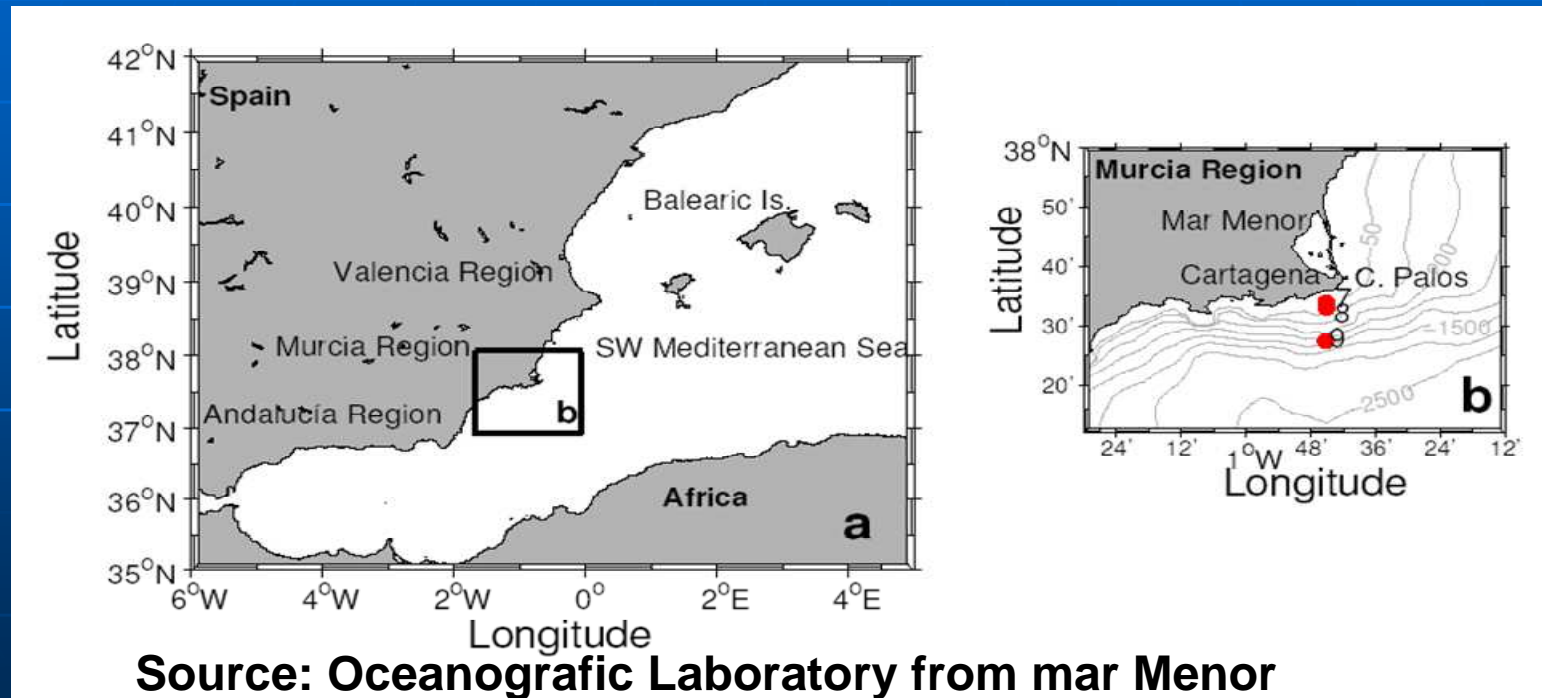 42°N
41°N
40°N
39°N
38°N
37°N
36°N
35°N
Latitude
Spain
Balearic Is.
Valencia Region
Murcia Region
SW Mediterranean Sea
Andalucía Region
b
Africa
a
6°W 4°W 2°W 0° 2°E 4°E
Longitude
38°N
50'
40'
30'
20'
Latitude
Murcia Region
Mar Menor
Cartagena C. Palos
-50
7
8
9
-1500
-2500
b
24' 12' 1°W 48' 36' 24' 12'
Longitude
Source: Oceanografic Laboratory from mar Menor